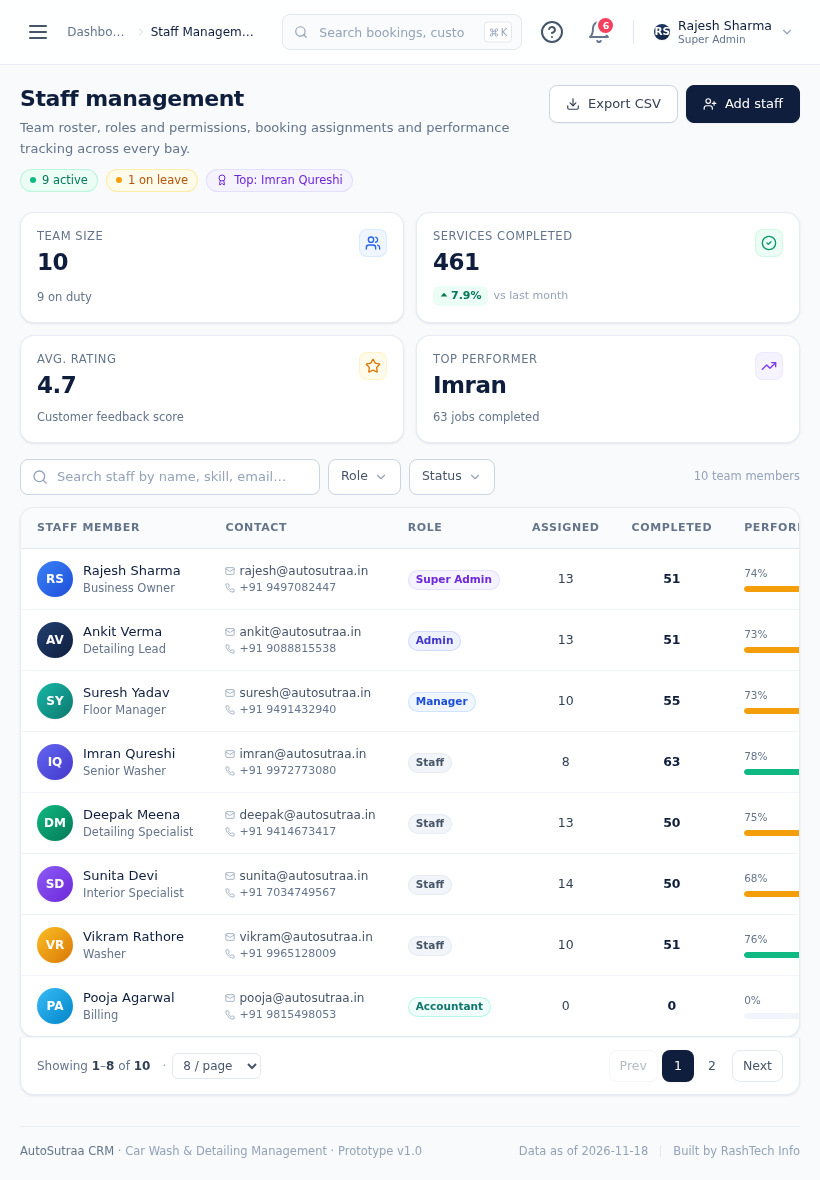 Dashbo... Staff Managem... Search bookings, custo ⌘K 6 RS Rajesh Sharma
Super Admin
Staff management
Team roster, roles and permissions, booking assignments and performance
tracking across every bay.
Export CSV Add staff
9 active 1 on leave Top: Imran Qureshi
TEAM SIZE
10
9 on duty
SERVICES COMPLETED
461
7.9% vs last month
AVG. RATING
4.7
Customer feedback score
TOP PERFORMER
Imran
63 jobs completed
Search staff by name, skill, email... Role Status 10 team members
STAFF MEMBER CONTACT ROLE ASSIGNED COMPLETED PERFOR
RS Rajesh Sharma rajesh@autosutraa.in Super Admin 13 51 74%
Business Owner +91 9497082447
AV Ankit Verma ankit@autosutraa.in Admin 13 51 73%
Detailing Lead +91 9088815538
SY Suresh Yadav suresh@autosutraa.in Manager 10 55 73%
Floor Manager +91 9491432940
IQ Imran Qureshi imran@autosutraa.in Staff 8 63 78%
Senior Washer +91 9972773080
DM Deepak Meena deepak@autosutraa.in Staff 13 50 75%
Detailing Specialist +91 9414673417
SD Sunita Devi sunita@autosutraa.in Staff 14 50 68%
Interior Specialist +91 7034749567
VR Vikram Rathore vikram@autosutraa.in Staff 10 51 76%
Washer +91 9965128009
PA Pooja Agarwal pooja@autosutraa.in Accountant 0 0 0%
Billing +91 9815498053
Showing 1–8 of 10 · 8 / page Prev 1 2 Next
AutoSutraa CRM · Car Wash & Detailing Management · Prototype v1.0 Data as of 2026-11-18 Built by RashTech Info